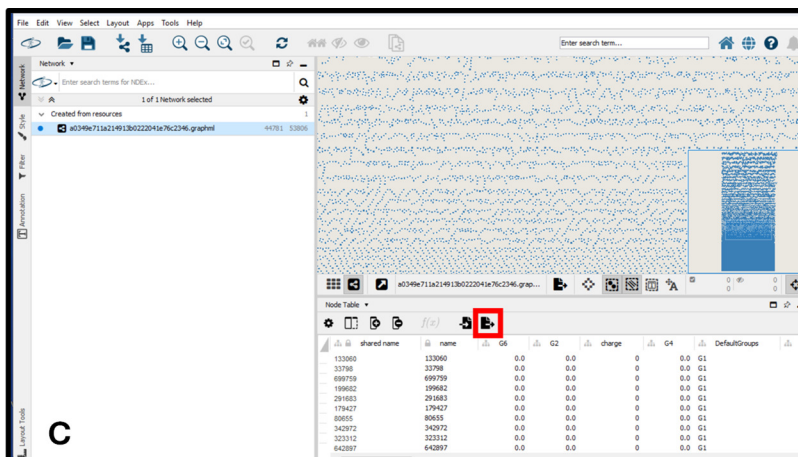 File Edit View Select Layout Apps Tools Help
Enter search term...
Network
Style
Filter
Annotation
Layout Tools
Network ▾
Enter search terms for NDEx...
1 of 1 Network selected
Created from resources 1
a0349e711a214913b0222041e76c2346.graphml 44781 53806
a0349e711a214913b0222041e76c2346.grap... 0 0
0 0
Node Table ▾
f(x)
shared name name G6 G2 charge G4 DefaultGroups
133060 133060 0.0 0.0 0 0.0 G1
33798 33798 0.0 0.0 0 0.0 G1
699759 699759 0.0 0.0 0 0.0 G1
199682 199682 0.0 0.0 0 0.0 G1
291683 291683 0.0 0.0 0 0.0 G1
179427 179427 0.0 0.0 0 0.0 G1
80655 80655 0.0 0.0 0 0.0 G1
342972 342972 0.0 0.0 0 0.0 G1
323312 323312 0.0 0.0 0 0.0 G1
642897 642897 0.0 0.0 0 0.0 G1
C